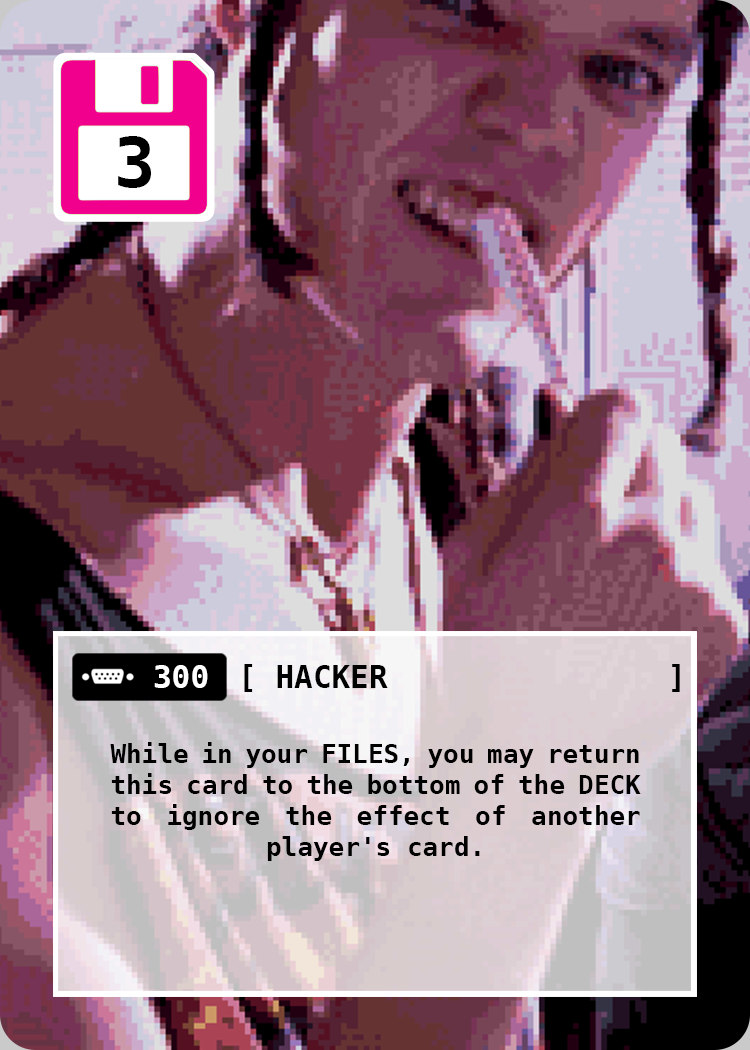 3
300 [ HACKER ]
While in your FILES, you may return
this card to the bottom of the DECK
to ignore the effect of another
player's card.